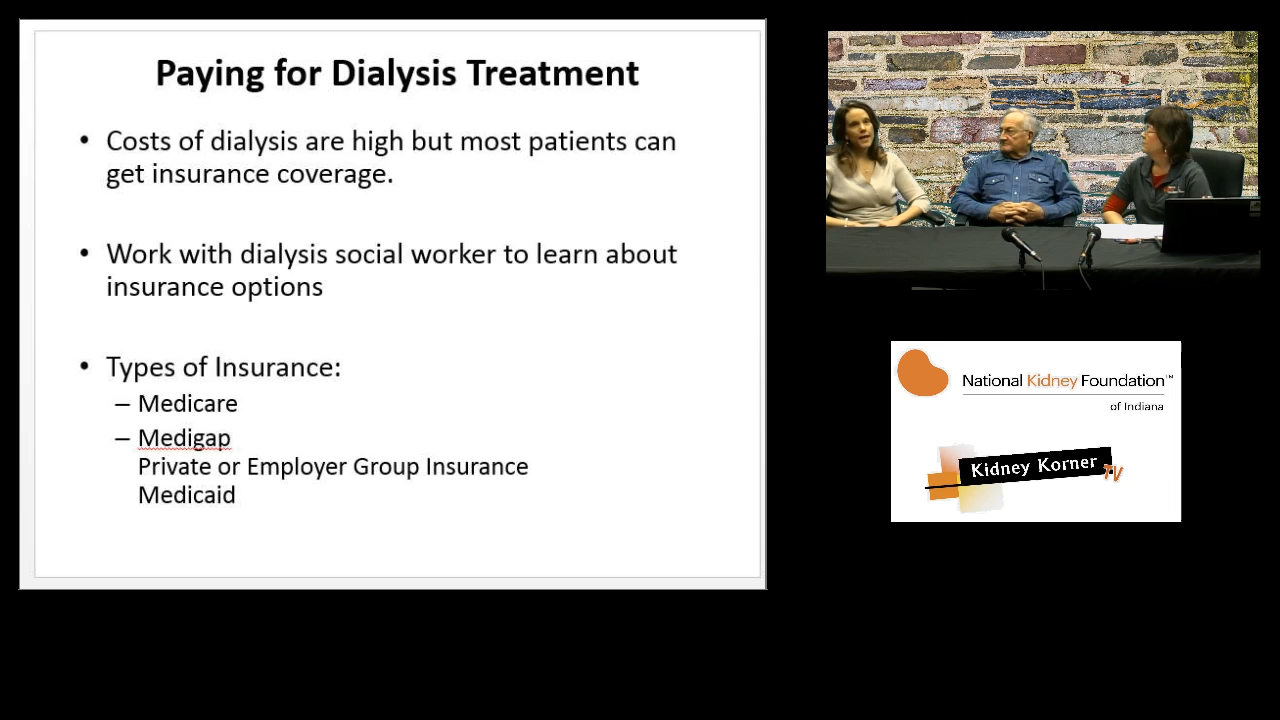 Paying for Dialysis Treatment
• Costs of dialysis are high but most patients can
get insurance coverage.
• Work with dialysis social worker to learn about
insurance options
• Types of Insurance:
– Medicare
– Medigap
Private or Employer Group Insurance
Medicaid
National Kidney Foundation™
of Indiana
Kidney Korner TV